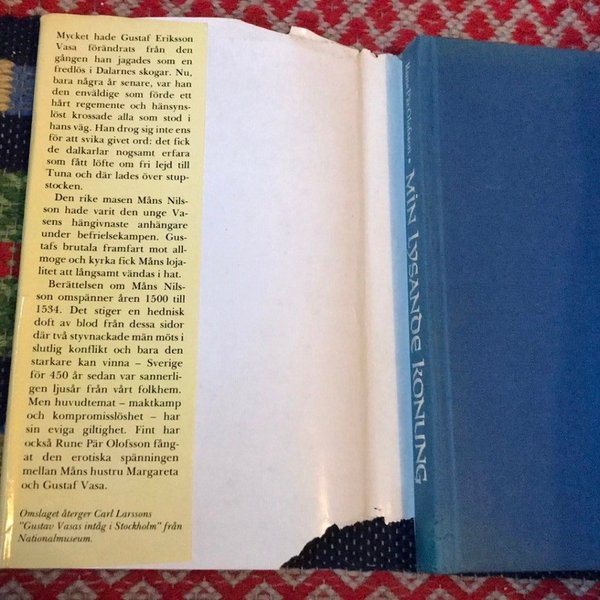 Mycket hade Gustaf Eriksson
Vasa förändrats från den
gången han jagades som en
fredlös i Dalarnes skogar. Nu,
bara några år senare, var han
den enväldige som förde ett
hårt regemente och hänsyns-
löst krossade alla som stod i
hans väg. Han drog sig inte ens
för att svika givet ord: det fick
de dalkarlar nogsamt erfara
som fått löfte om fri lejd till
Tuna och där lades över stup-
stocken.
Den rike masen Måns Nils-
son hade varit den unge Va-
sens hängivnaste anhängare
under befrielsekampen. Gus-
tafs brutala framfart mot all-
moge och kyrka fick Måns loja-
litet att långsamt vändas i hat.
Berättelsen om Måns Nils-
son omspänner åren 1500 till
1534. Det stiger en hednisk
doft av blod från dessa sidor
där två styvnackade män möts i
slutlig konflikt och bara den
starkare kan vinna – Sverige
för 450 år sedan var sannerli-
gen ljusår från vårt folkhem.
Men huvudtemat – maktkamp
och kompromisslöshet – har
sin eviga giltighet. Fint har
också Rune Pär Olofsson fång-
at den erotiska spänningen
mellan Måns hustru Margareta
och Gustaf Vasa.
Omslaget återger Carl Larssons
"Gustav Vasas intåg i Stockholm" från
Nationalmuseum.
Rune Pär Olofsson • MIN LYSANDE KONUNG